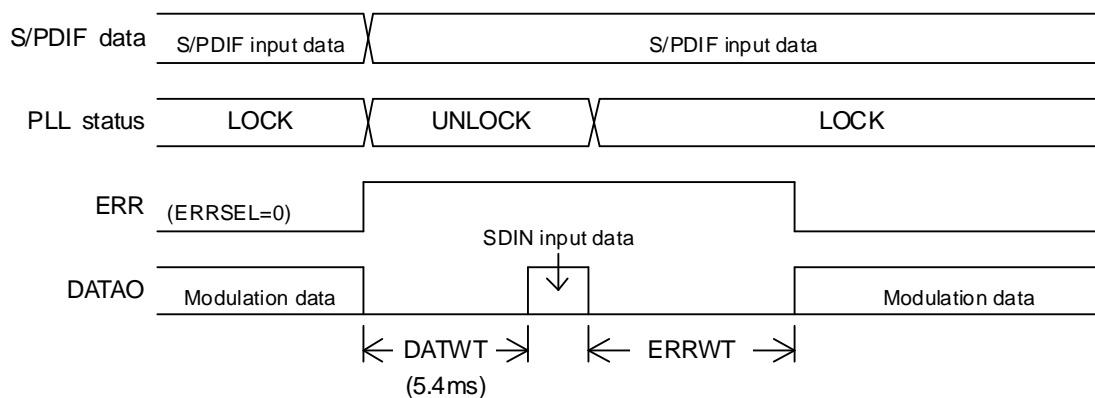 S/PDIF data
S/PDIF input data
S/PDIF input data
PLL status
LOCK
UNLOCK
LOCK
ERR
(ERRSEL=0)
SDIN input data
DATAO
Modulation data
Modulation data
DATWT
ERRWT
(5.4ms)